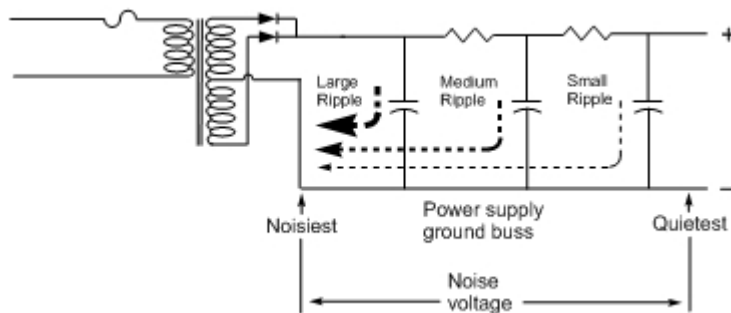 Large
Ripple
Medium
Ripple
Small
Ripple
+
−
Noisiest
Power supply
ground buss
Quietest
Noise
voltage